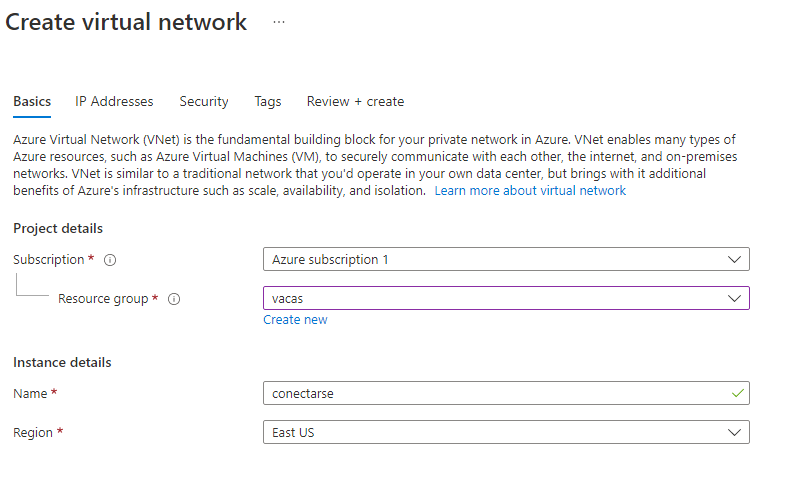 Create virtual network ...
Basics IP Addresses Security Tags Review + create
Azure Virtual Network (VNet) is the fundamental building block for your private network in Azure. VNet enables many types of
Azure resources, such as Azure Virtual Machines (VM), to securely communicate with each other, the internet, and on-premises
networks. VNet is similar to a traditional network that you'd operate in your own data center, but brings with it additional
benefits of Azure's infrastructure such as scale, availability, and isolation. Learn more about virtual network
Project details
Subscription * Azure subscription 1
Resource group * vacas
Create new
Instance details
Name * conectarse
Region * East US